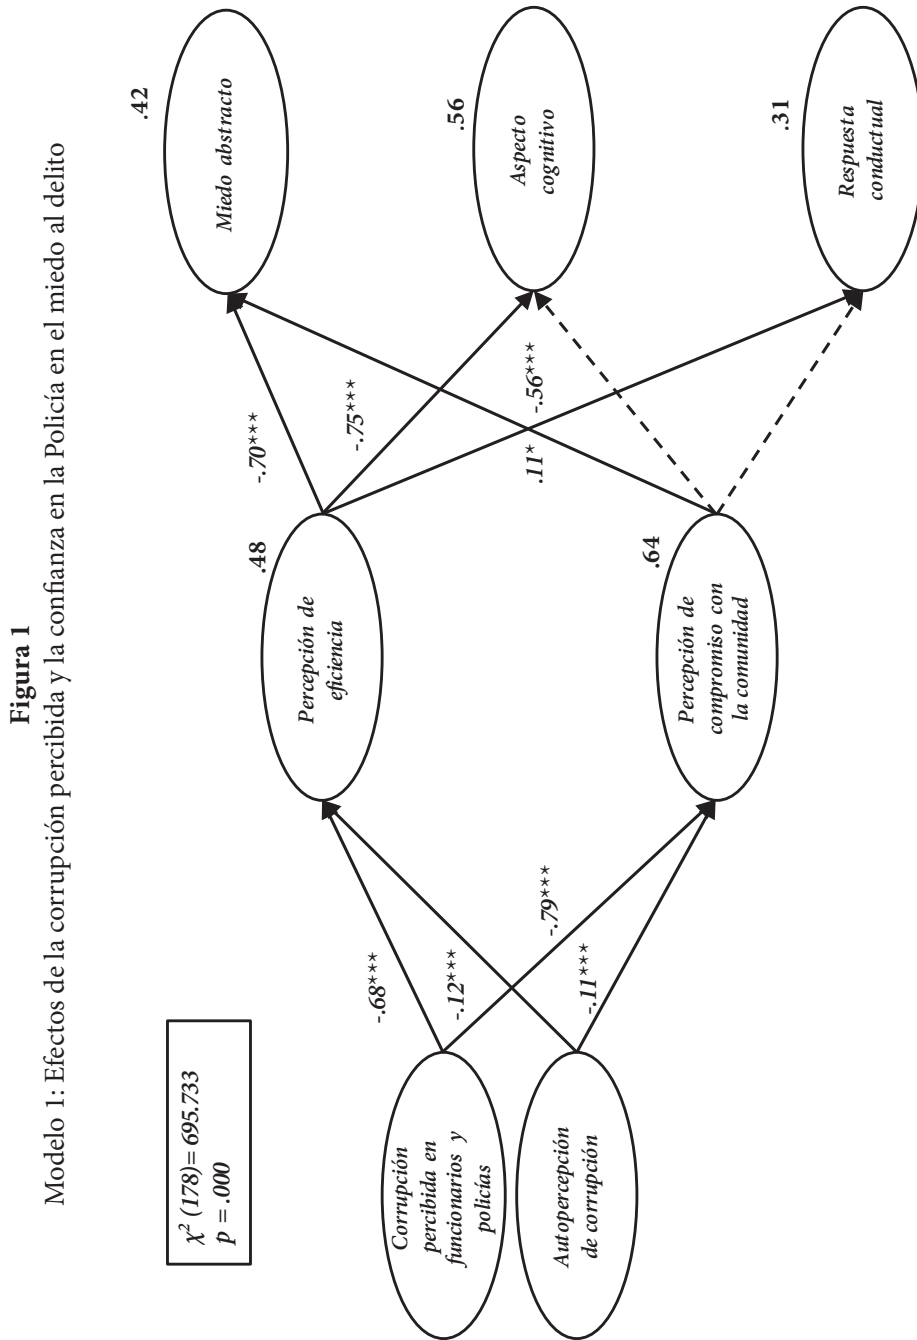 Figura 1
Modelo 1: Efectos de la corrupción percibida y la confianza en la Policía en el miedo al delito
χ² (178)= 695.733
p = .000
Corrupción
percibida en
funcionarios y
policías
Autopercepción
de corrupción
-.68***
-.12***
-.79***
-.11***
.48
Percepción de
eficiencia
.64
Percepción de
compromiso con
la comunidad
-.70***
-.75***
.11*
-.56***
.42
Miedo abstracto
.56
Aspecto
cognitivo
.31
Respuesta
conductual